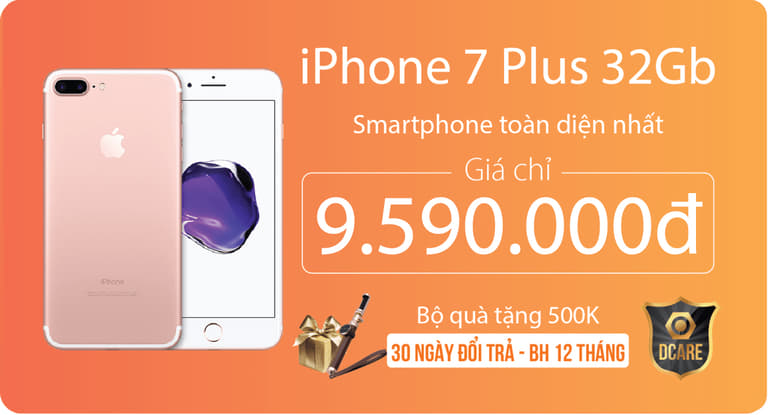 iPhone 7 Plus 32Gb
Smartphone toàn diện nhất
Giá chỉ
9.590.000đ
Bộ quà tặng 500K
30 NGÀY ĐỔI TRẢ - BH 12 THÁNG
DCARE
iPhone